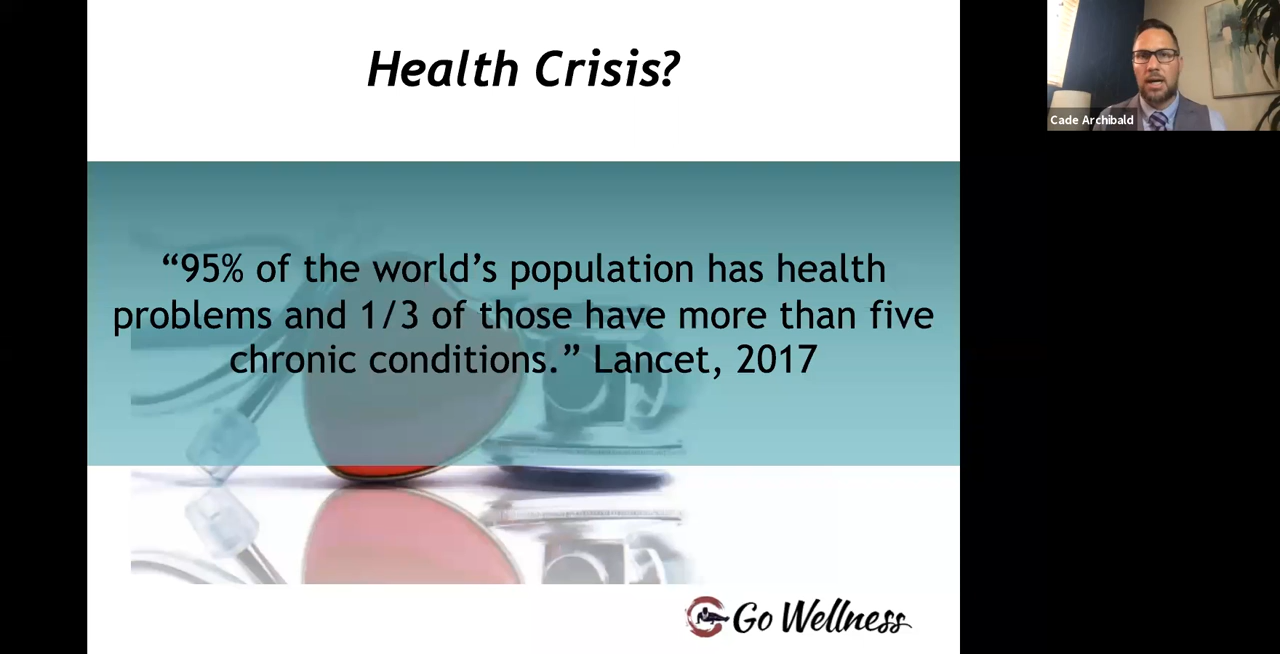 Health Crisis?
“95% of the world’s population has health
problems and 1/3 of those have more than five
chronic conditions.” Lancet, 2017
Go Wellness
Cade Archibald